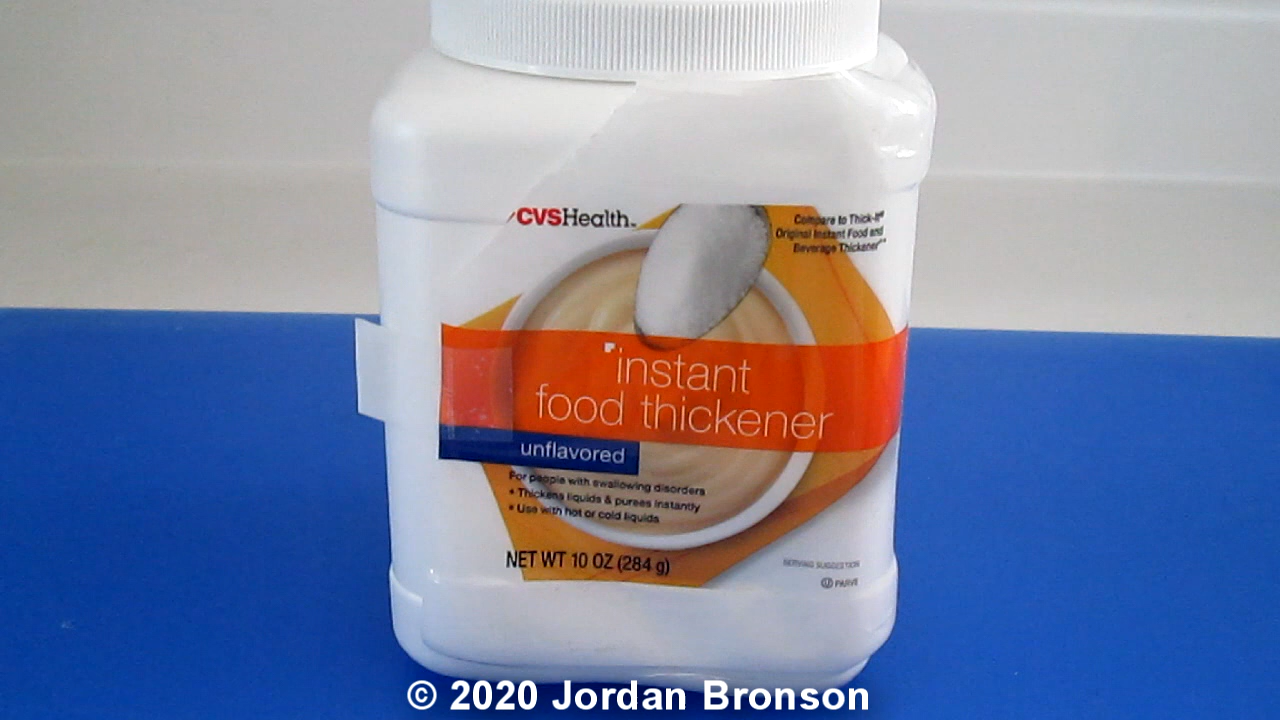 CVSHealth™
Compare to Thick-It®
Original Instant Food and
Beverage Thickener**
instant
food thickener
unflavored
For people with swallowing disorders
* Thickens liquids & purees instantly
* Use with hot or cold liquids
NET WT 10 OZ (284 g)
SERVING SUGGESTION
Ⓤ PARVE
© 2020 Jordan Bronson